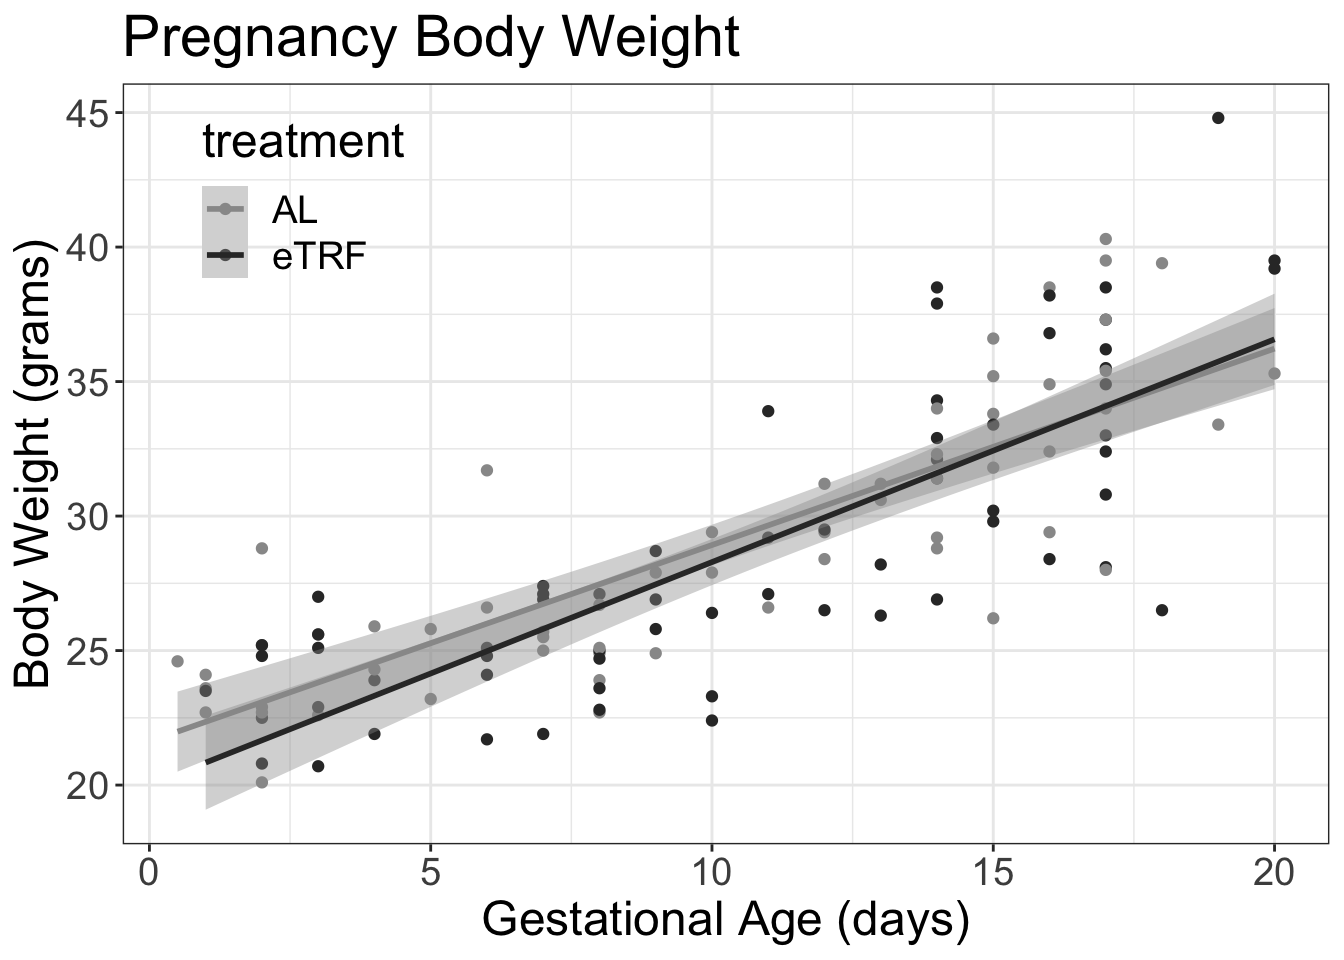 Pregnancy Body Weight
45
40
35
30
25
20
Body Weight (grams)
treatment
AL
eTRF
0 5 10 15 20
Gestational Age (days)